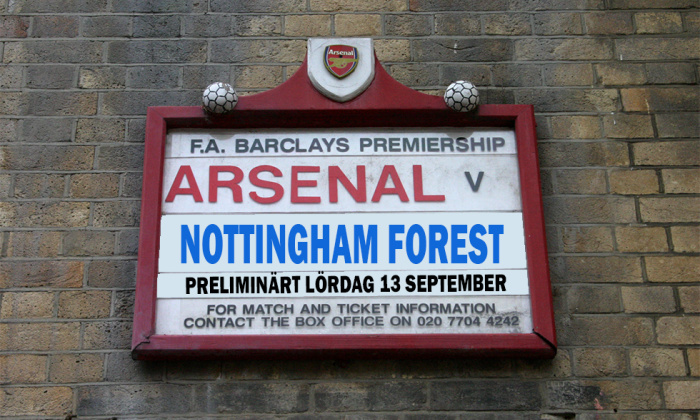 Arsenal
F.A. BARCLAYS PREMIERSHIP
ARSENAL V
NOTTINGHAM FOREST
PRELIMINÄRT LÖRDAG 13 SEPTEMBER
FOR MATCH AND TICKET INFORMATION
CONTACT THE BOX OFFICE ON 020 7704 4242